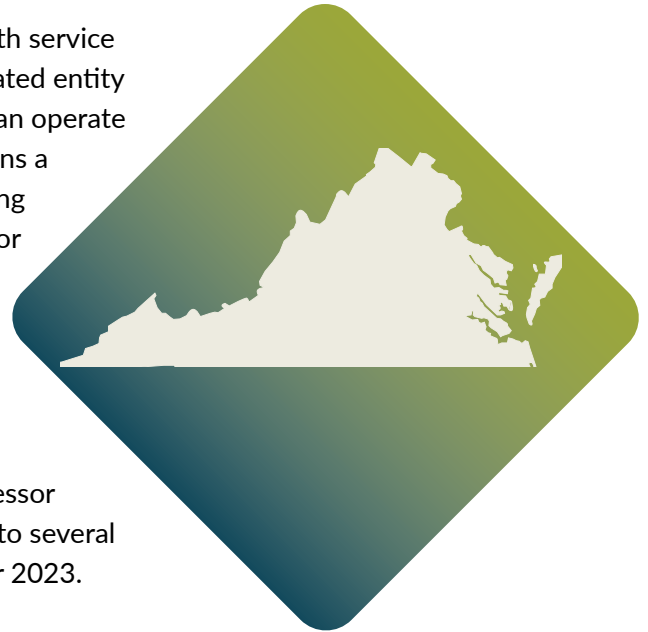 th service
ated entity
an operate
ns a
ng
or
essor
to several
r 2023.